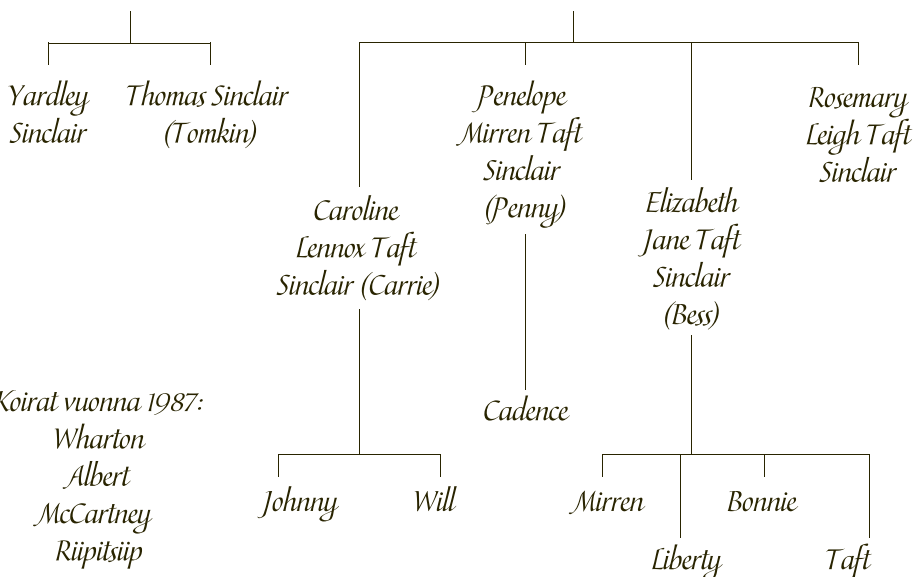 Yardley
Sinclair
Thomas Sinclair
(Tomkin)
Penelope
Mirren Taft
Sinclair
(Penny)
Rosemary
Leigh Taft
Sinclair
Caroline
Lennox Taft
Sinclair (Carrie)
Elizabeth
Jane Taft
Sinclair
(Bess)
Koirat vuonna 1987:
Wharton
Albert
McCartney
Riipitsiip
Cadence
Johnny
Will
Mirren
Bonnie
Liberty
Taft